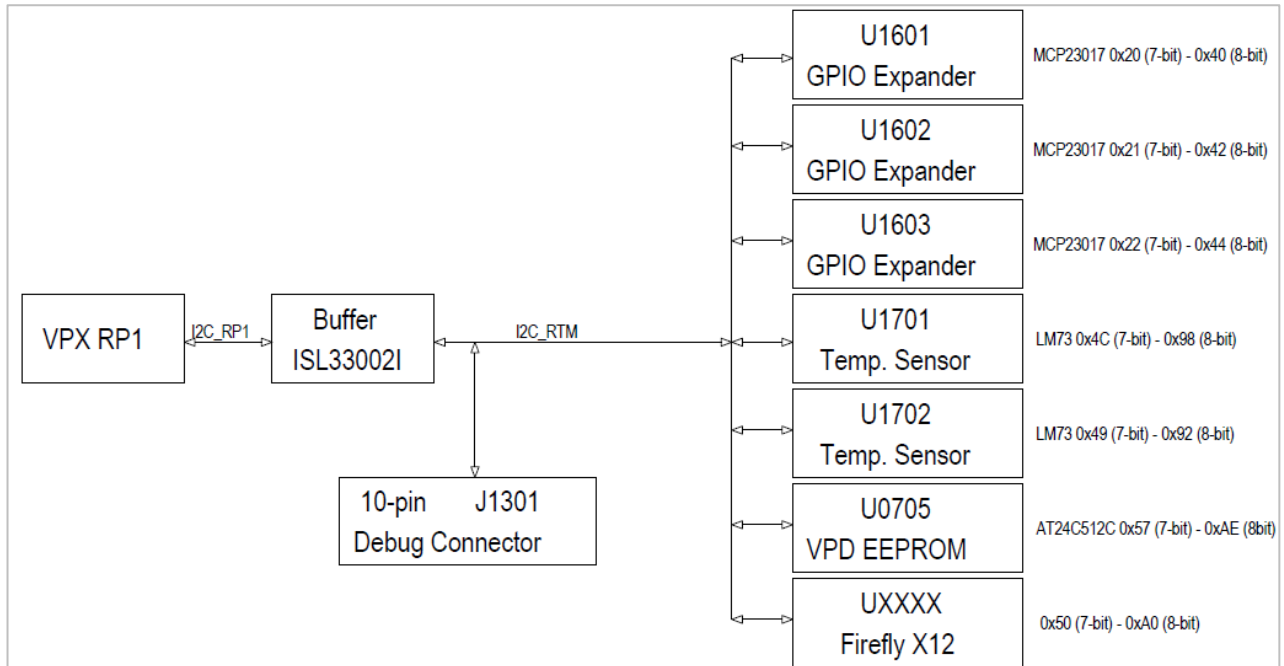 U1601
GPIO Expander
MCP23017 0x20 (7-bit) - 0x40 (8-bit)
U1602
GPIO Expander
MCP23017 0x21 (7-bit) - 0x42 (8-bit)
U1603
GPIO Expander
MCP23017 0x22 (7-bit) - 0x44 (8-bit)
VPX RP1
I2C_RP1
Buffer
ISL33002I
I2C_RTM
U1701
Temp. Sensor
LM73 0x4C (7-bit) - 0x98 (8-bit)
U1702
Temp. Sensor
LM73 0x49 (7-bit) - 0x92 (8-bit)
10-pin J1301
Debug Connector
U0705
VPD EEPROM
AT24C512C 0x57 (7-bit) - 0xAE (8bit)
UXXXX
Firefly X12
0x50 (7-bit) - 0xA0 (8-bit)